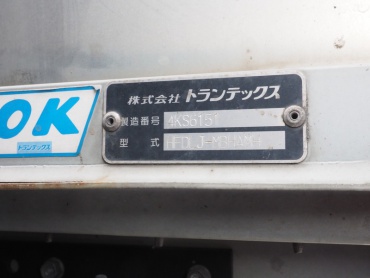 株式会社 トランテックス
製造番号 4KS6151
型式
OK
トランテックス